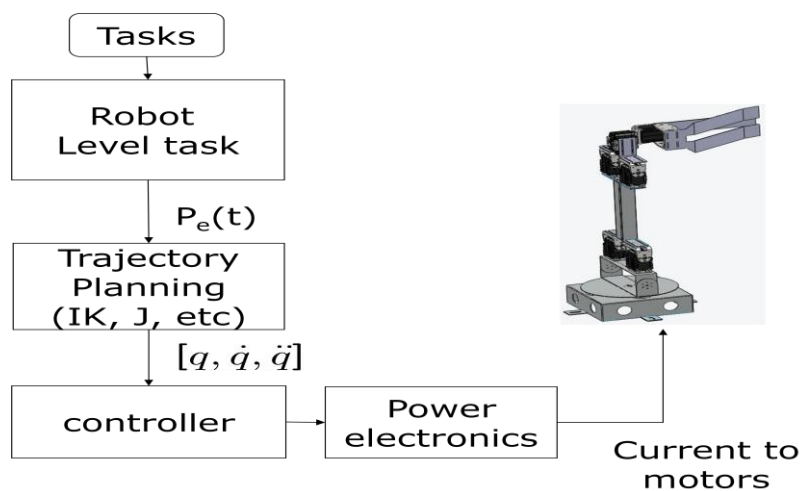 Tasks
Robot
Level task
Pₑ(t)
Trajectory
Planning
(IK, J, etc)
[q, q̇, q̈]
controller
Power
electronics
Current to
motors